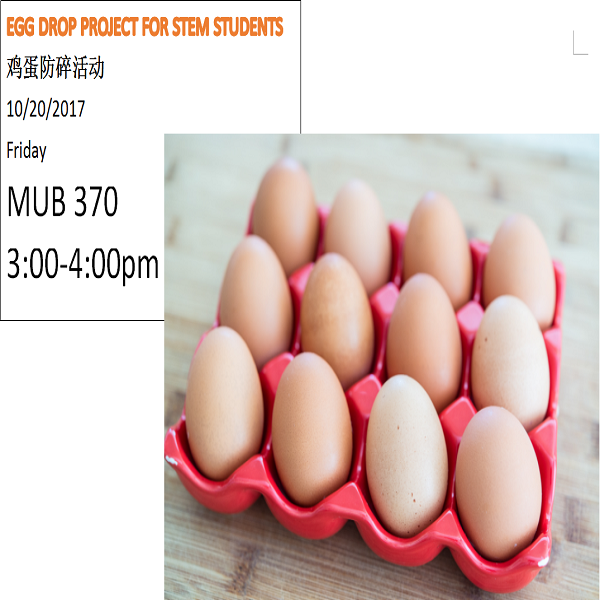 EGG DROP PROJECT FOR STEM STUDENTS
鸡蛋防碎活动
10/20/2017
Friday
MUB 370
3:00-4:00pm